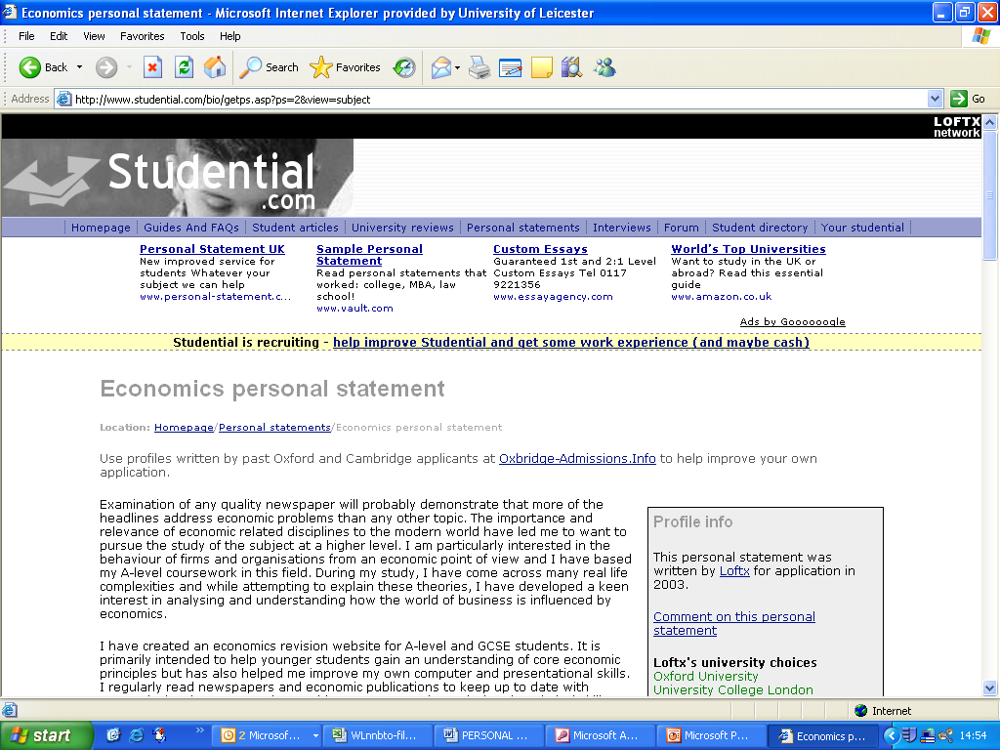 Economics personal statement - Microsoft Internet Explorer provided by University of Leicester
File Edit View Favorites Tools Help
Back Search Favorites
Address http://www.studential.com/bio/getps.asp?ps=2&view=subject Go
LOFTX
network
Studential
.com
Homepage Guides And FAQs Student articles University reviews Personal statements Interviews Forum Student directory Your studential
Personal Statement UK
New improved service for
students Whatever your
subject we can help
www.personal-statement.c...
Sample Personal
Statement
Read personal statements that
worked: college, MBA, law
school!
www.vault.com
Custom Essays
Guaranteed 1st and 2:1 Level
Custom Essays Tel 0117
9221356
www.essayagency.com
World's Top Universities
Want to study in the UK or
abroad? Read this essential
guide
www.amazon.co.uk
Ads by Goooooogle
Studential is recruiting - help improve Studential and get some work experience (and maybe cash)
Economics personal statement
Location: Homepage/Personal statements/Economics personal statement
Use profiles written by past Oxford and Cambridge applicants at Oxbridge-Admissions.Info to help improve your own
application.
Examination of any quality newspaper will probably demonstrate that more of the
headlines address economic problems than any other topic. The importance and
relevance of economic related disciplines to the modern world have led me to want to
pursue the study of the subject at a higher level. I am particularly interested in the
behaviour of firms and organisations from an economic point of view and I have based
my A-level coursework in this field. During my study, I have come across many real life
complexities and while attempting to explain these theories, I have developed a keen
interest in analysing and understanding how the world of business is influenced by
economics.
I have created an economics revision website for A-level and GCSE students. It is
primarily intended to help younger students gain an understanding of core economic
principles but has also helped me improve my own computer and presentational skills.
I regularly read newspapers and economic publications to keep up to date with
Profile info
This personal statement was
written by Loftx for application in
2003.
Comment on this personal
statement
Loftx's university choices
Oxford University
University College London
Internet
start 2 Microsof... WLnnbto-fil... PERSONAL ... Microsoft A... Microsoft P... Economics p... 14:54